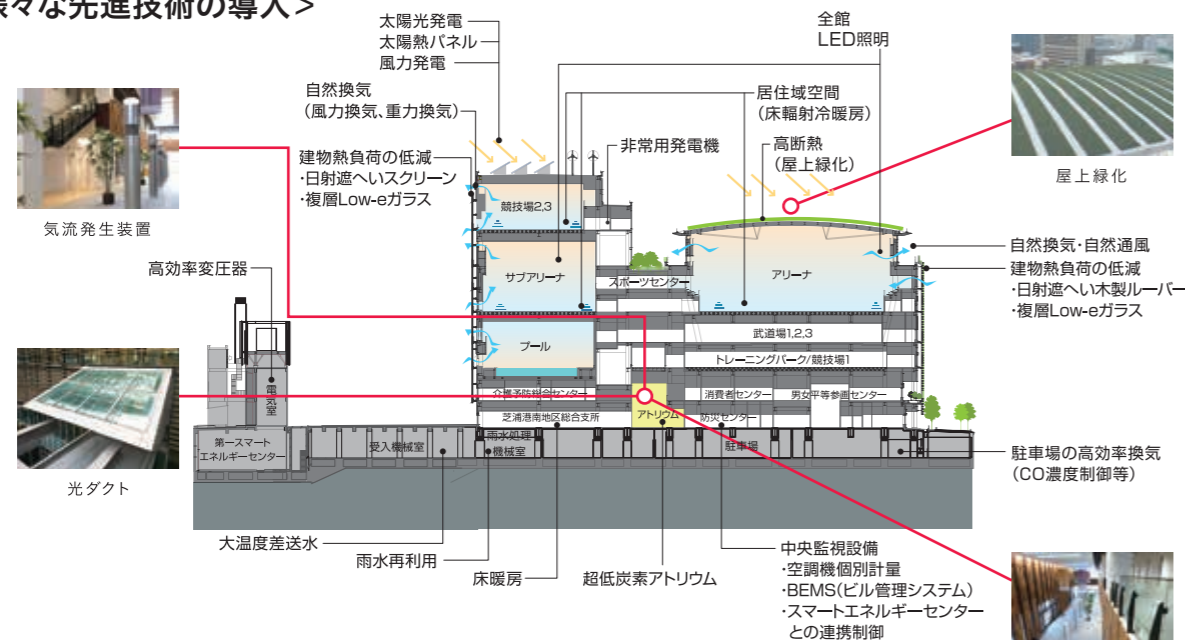 様々な先進技術の導入>
太陽光発電
太陽熱パネル
風力発電
全館
LED照明
自然換気
(風力換気、重力換気)
居住域空間
(床輻射冷暖房)
非常用発電機
高断熱
(屋上緑化)
建物熱負荷の低減
・日射遮へいスクリーン
・複層Low-eガラス
屋上緑化
気流発生装置
競技場2,3
自然換気・自然通風
建物熱負荷の低減
・日射遮へい木製ルーバー
・複層Low-eガラス
高効率変圧器
サブアリーナ
スポーツセンター
アリーナ
武道場1,2,3
プール
トレーニングパーク/競技場1
電気室
介護予防総合センター
消費者センター
男女平等参画センター
芝浦港南地区総合支所
アトリウム
防災センター
第一スマート
エネルギーセンター
受入機械室
雨水処理
機械室
駐車場
駐車場の高効率換気
(CO濃度制御等)
光ダクト
大温度差送水
雨水再利用
床暖房
超低炭素アトリウム
中央監視設備
・空調機個別計量
・BEMS(ビル管理システム)
・スマートエネルギーセンター
との連携制御